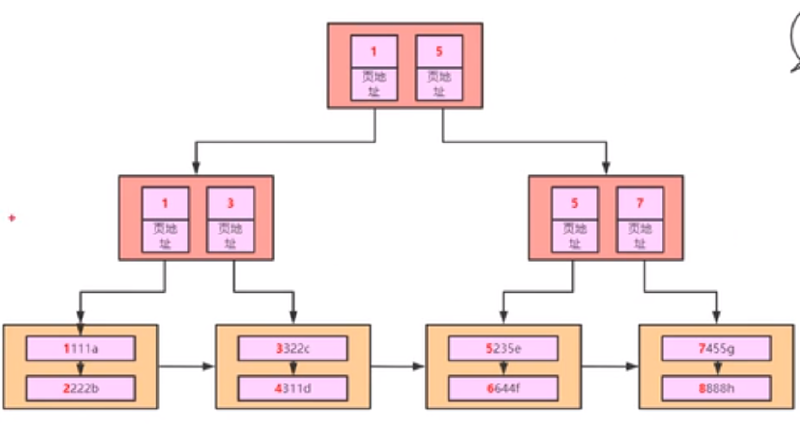 1 5
页地 页地
址 址
1 3 5 7
页地 页地 页地 页地
址 址 址 址
1111a 3322c 5235e 7455g
2222b 4311d 6644f 8888h